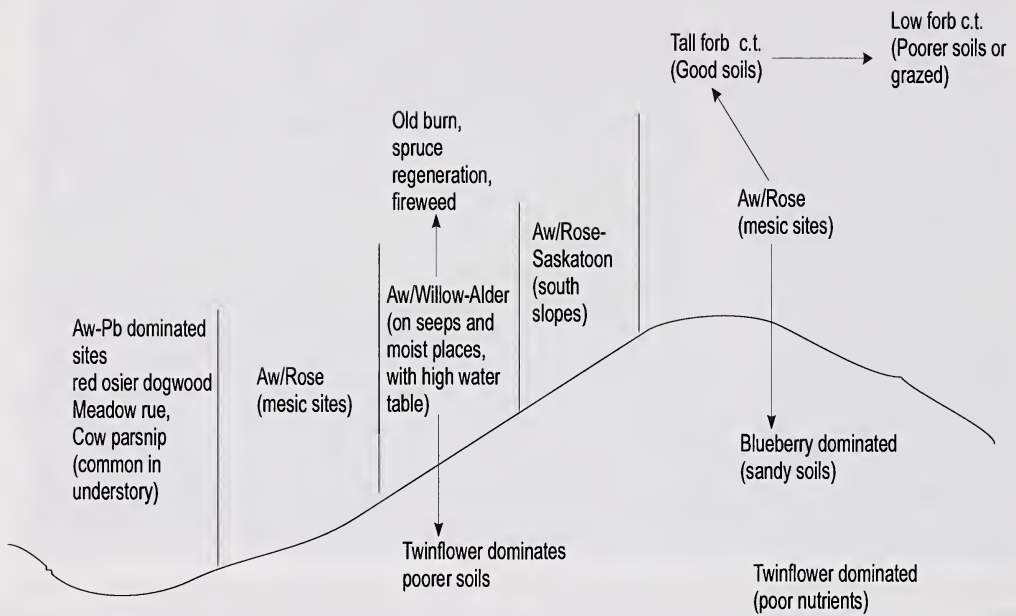 Aw-Pb dominated
sites
red osier dogwood
Meadow rue,
Cow parsnip
(common in
understory)
Aw/Rose
(mesic sites)
Old burn,
spruce
regeneration,
fireweed
Aw/Willow-Alder
(on seeps and
moist places,
with high water
table)
Twinflower dominates
poorer soils
Aw/Rose-
Saskatoon
(south
slopes)
Tall forb c.t.
(Good soils)
Low forb c.t.
(Poorer soils or
grazed)
Aw/Rose
(mesic sites)
Blueberry dominated
(sandy soils)
Twinflower dominated
(poor nutrients)